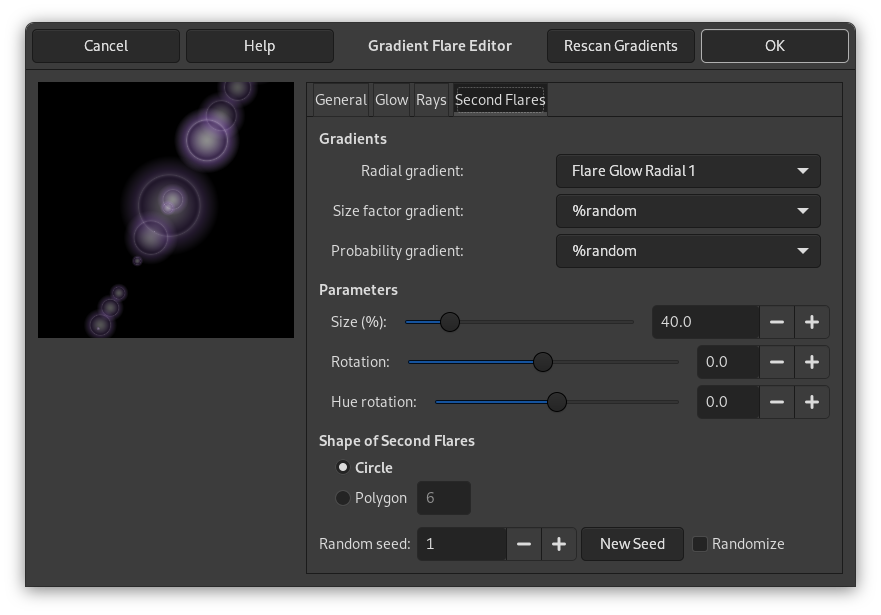 Cancel Help Gradient Flare Editor Rescan Gradients OK
General Glow Rays Second Flares
Gradients
Radial gradient: Flare Glow Radial 1
Size factor gradient: %random
Probability gradient: %random
Parameters
Size (%): 40.0
Rotation: 0.0
Hue rotation: 0.0
Shape of Second Flares
Circle
Polygon 6
Random seed: 1 New Seed Randomize